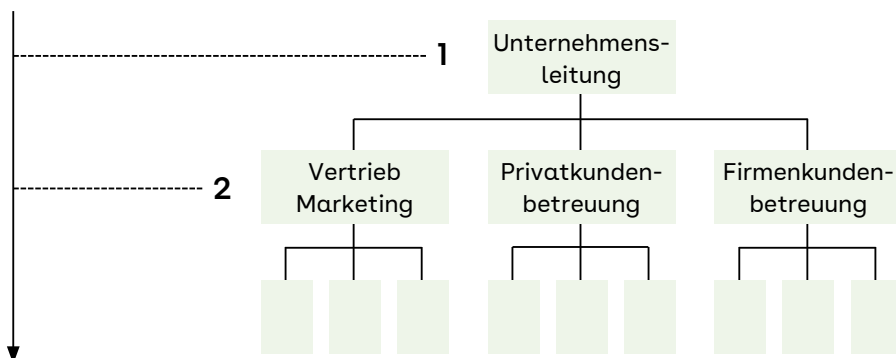 1
Unternehmens-
leitung
2
Vertrieb
Marketing
Privatkunden-
betreuung
Firmenkunden-
betreuung